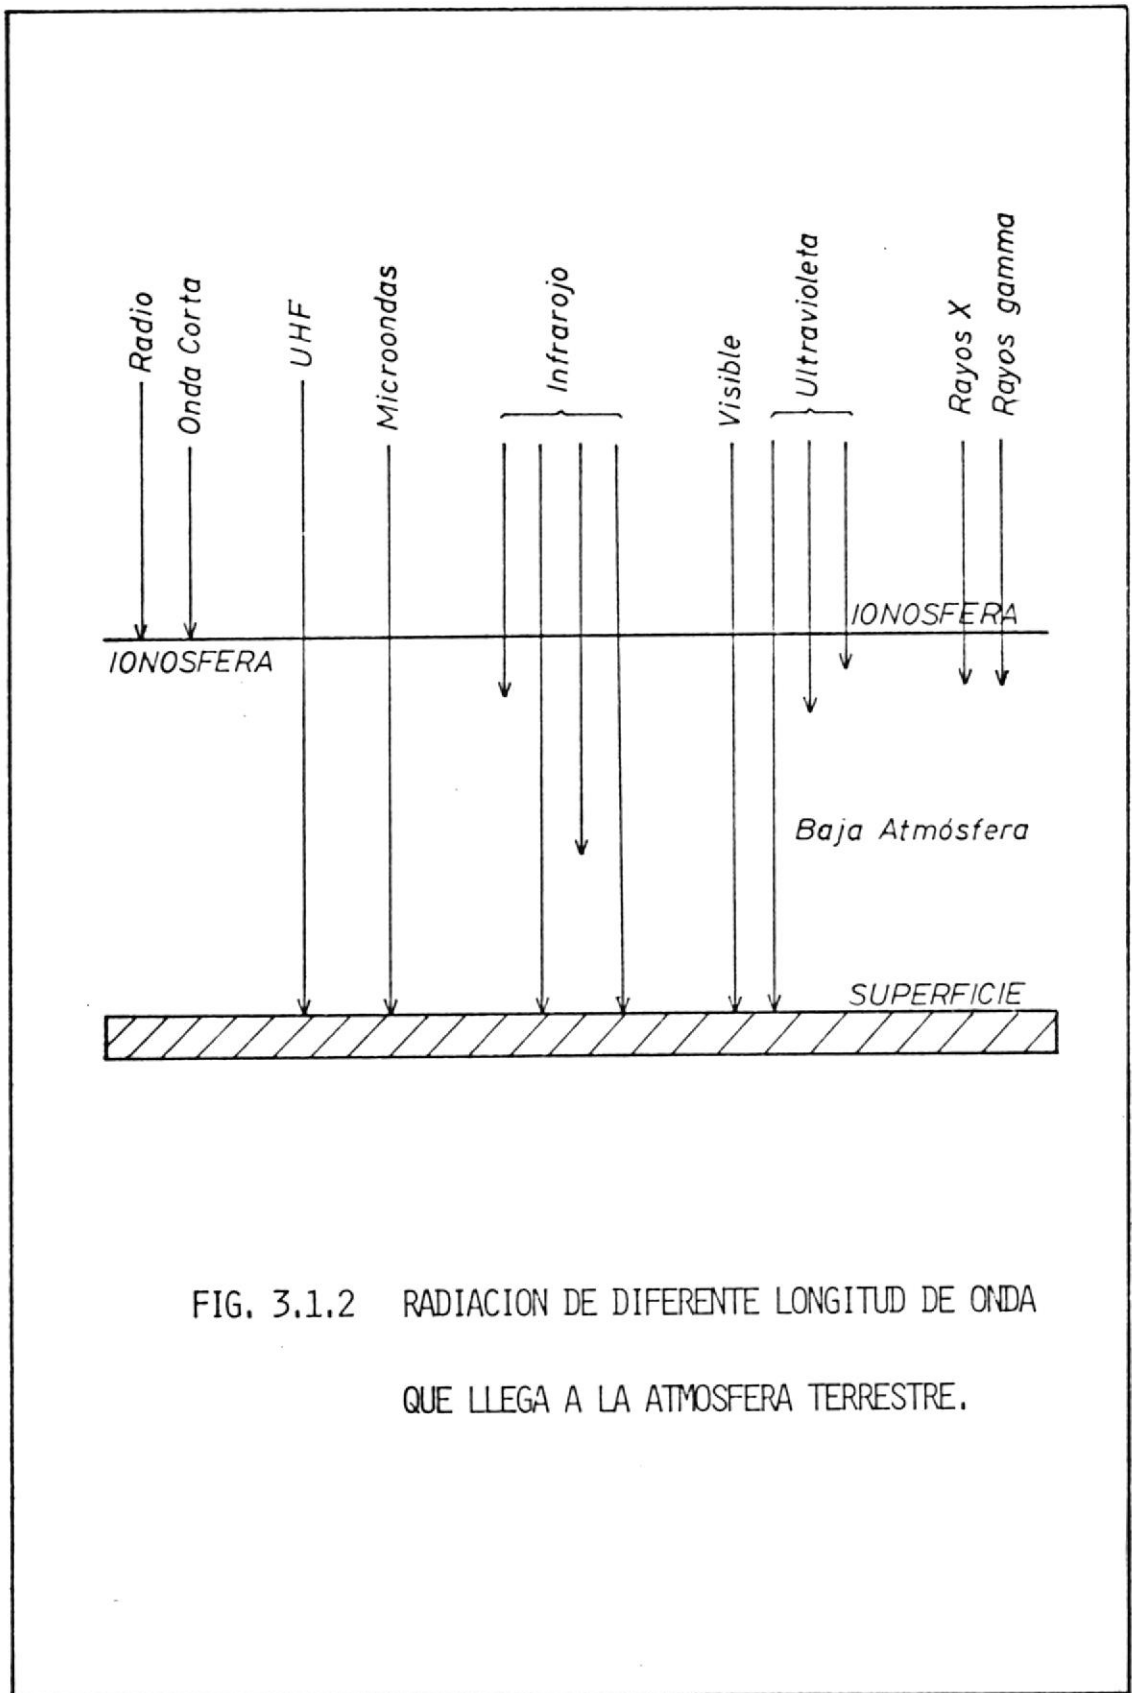 Radio
Onda Corta
UHF
Microondas
Infrarojo
Visible
Ultravioleta
Rayos X
Rayos gamma
IONOSFERA
IONOSFERA
Baja Atmósfera
SUPERFICIE
FIG. 3.1.2 RADIACION DE DIFERENTE LONGITUD DE ONDA
QUE LLEGA A LA ATMOSFERA TERRESTRE.